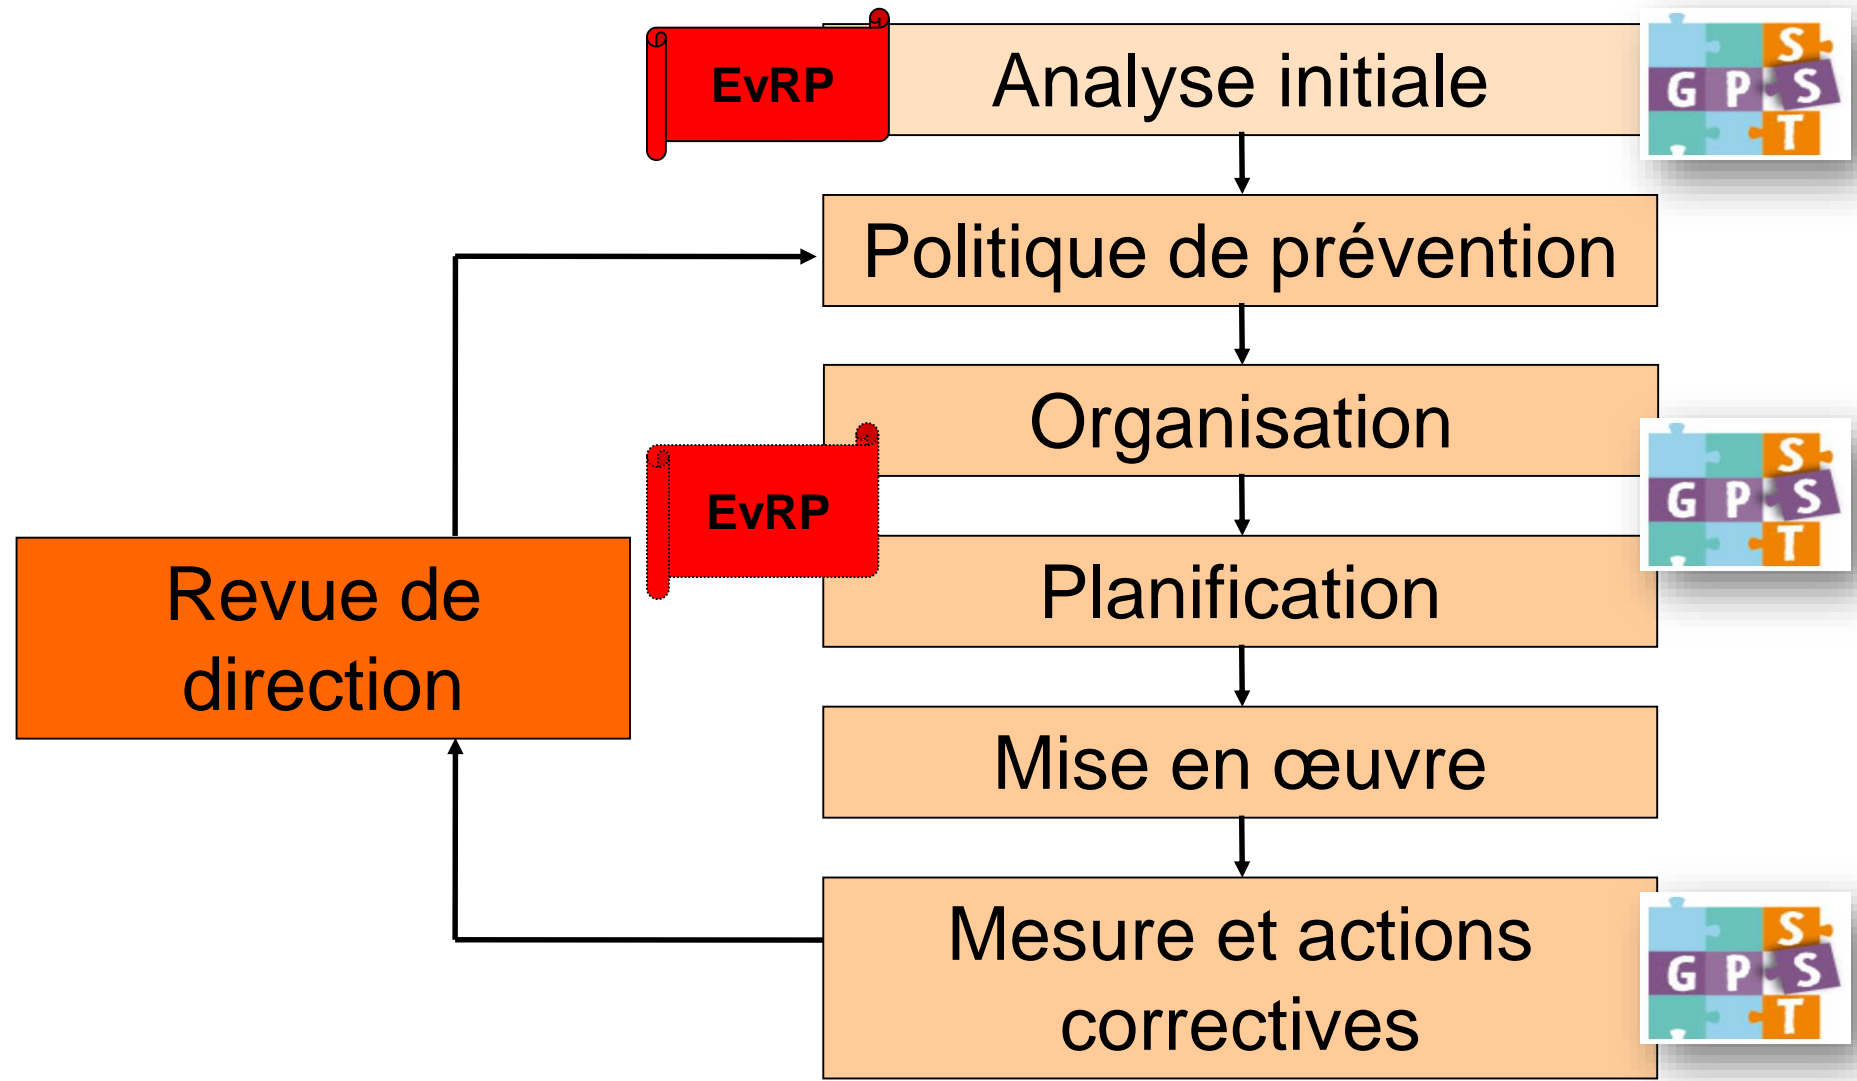 EvRP
Analyse initiale
S
G P S
T
Politique de prévention
Organisation
EvRP
S
G P S
T
Planification
Revue de
direction
Mise en œuvre
Mesure et actions
correctives
S
G P S
T